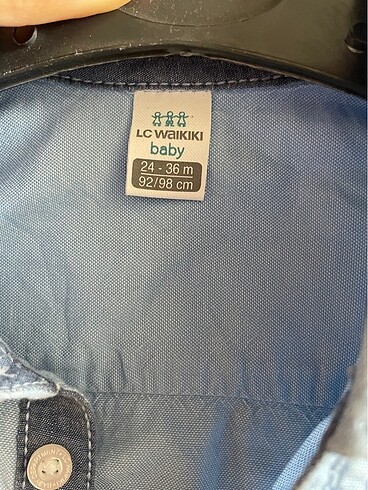 LC WAIKIKI
baby
24 - 36 m
92/98 cm